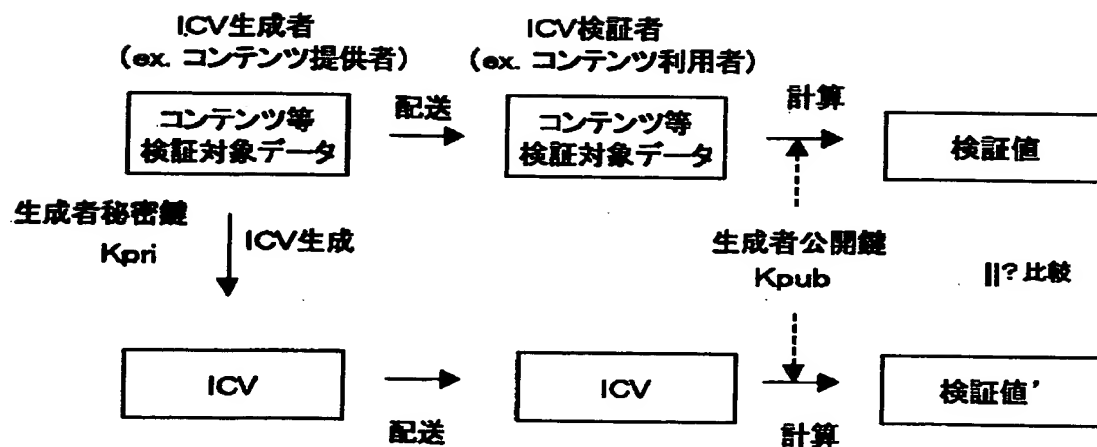 ICV生成者
(ex. コンテンツ提供者)
ICV検証者
(ex. コンテンツ利用者)
コンテンツ等
検証対象データ
配送
コンテンツ等
検証対象データ
計算
検証値
生成者秘密鍵
Kpri
ICV生成
生成者公開鍵
Kpub
||?比較
ICV
配送
ICV
計算
検証値'